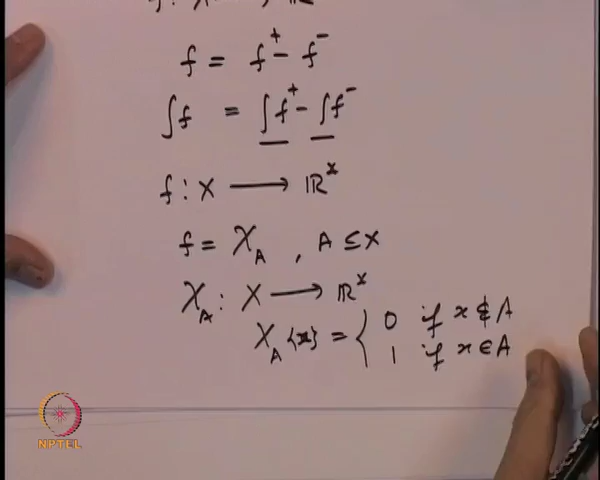 f = f⁺ - f⁻
∫f = ∫f⁺ - ∫f⁻
f : X ⟶ ℝ*
f = χ_A , A ⊆ X
χ_A : X ⟶ ℝ*
χ_A {x} = { 0 if x ∉ A
1 if x ∈ A
NPTEL